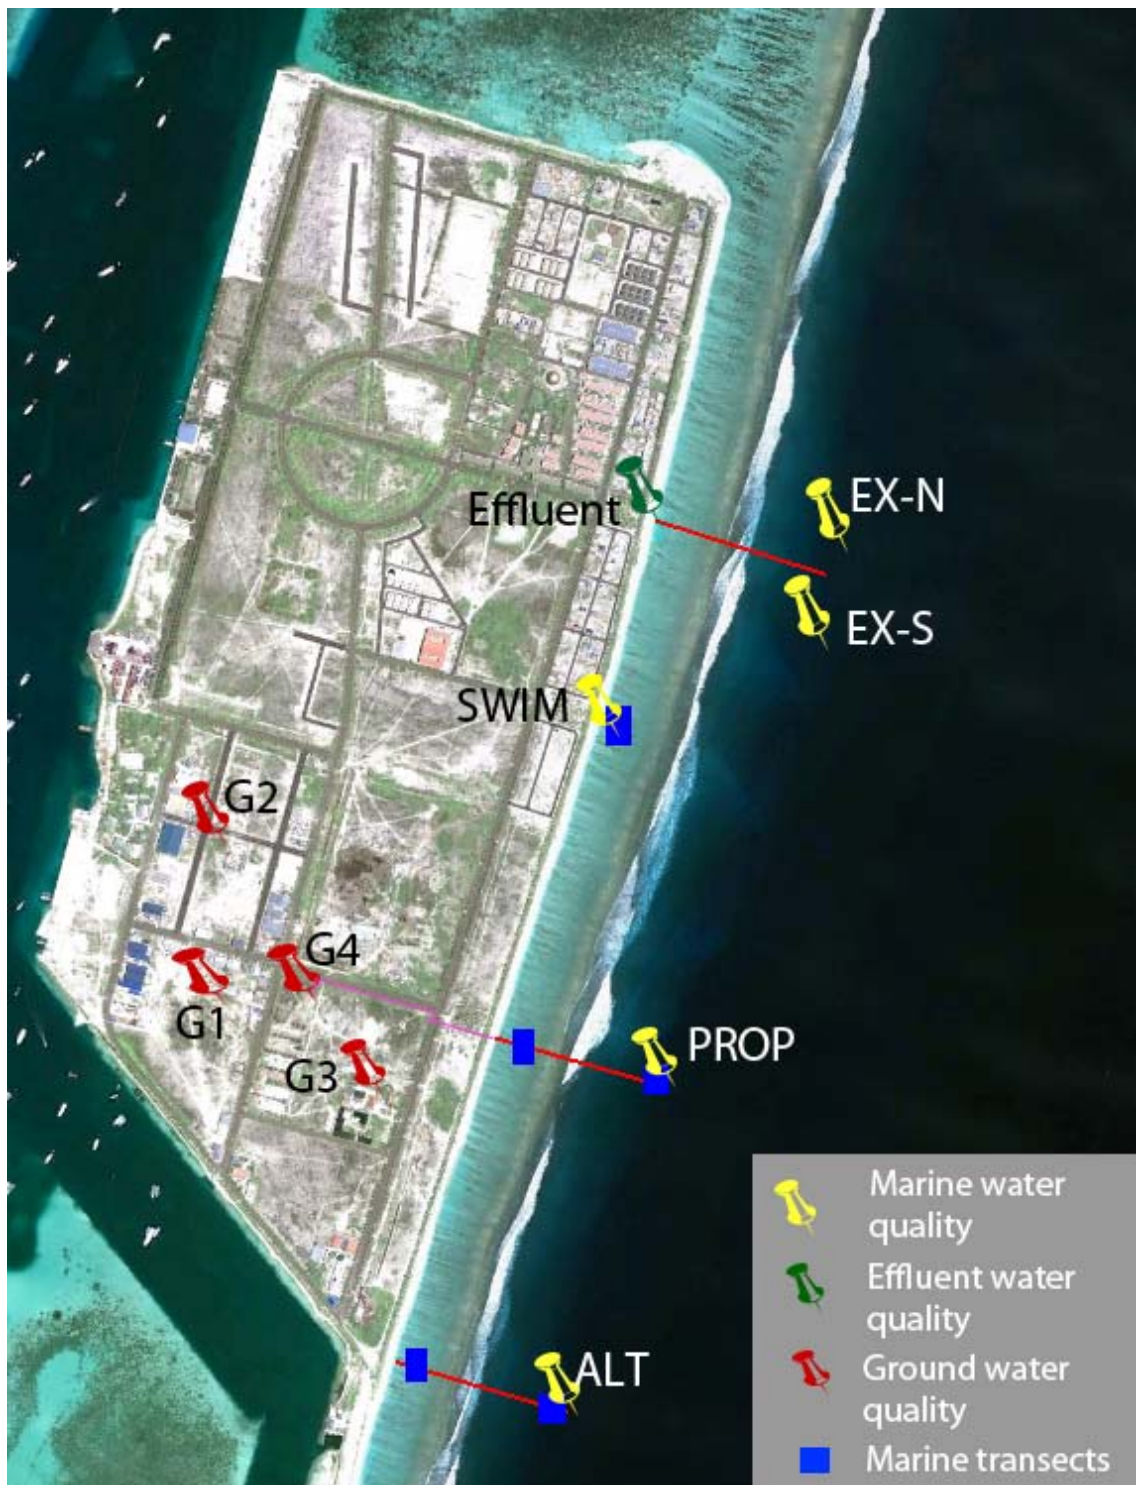 EX-N
Effluent
EX-S
SWIM
G2
G4
G1
G3
PROP
ALT
Marine water
quality
Effluent water
quality
Ground water
quality
Marine transects